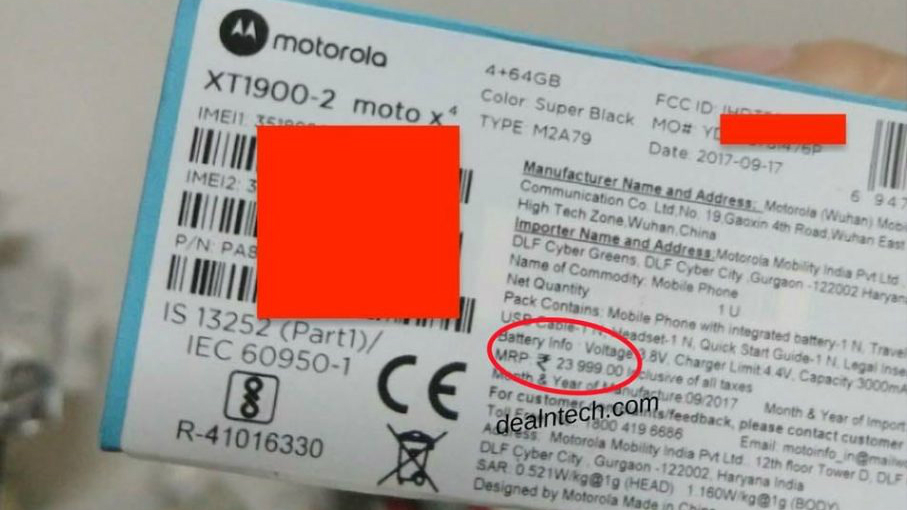 motorola
XT1900-2 moto x⁴
IMEI1:
IMEI2: 3
P/N: PA8
IS 13252 (Part1)/
IEC 60950-1
CE
R-41016330
4+64GB
Color: Super Black
TYPE: M2A79
FCC ID:
MO#
Date: 2017-09-17
6 947
Manufacturer Name and Address: Motorola (Wuhan)
Communication Co. Ltd,No. 19,Gaoxin 4th Road,Wuhan East
High Tech Zone,Wuhan,China
Importer Name and Address:Motorola Mobility India Pvt Ltd
DLF Cyber Greens, DLF Cyber City ,Gurgaon -122002 Haryana
Name of Commodity: Mobile Phone
Net Quantity 1 U
Pack Contains: Mobile Phone with integrated battery-1 N, Travel
USB Cable-1 N, Headset-1 N, Quick Start Guide-1 N, Legal
Battery Info : Voltage 3.8V, Charger Limit 4.4V, Capacity 3000mA
MRP ₹ 23 999.00 inclusive of all taxes
Month & Year of Manufacture:09/2017 Month & Year of Import
For customer feedback, please contact customer
dealntech.com
1800 419 6686 Email: motoinfo_in@
Address: Motorola Mobility India Pvt Ltd., 12th floor Tower D, DLF
DLF Cyber City , Gurgaon -122002, Haryana India
SAR: 0.521W/kg@1g (HEAD) 1.160W/kg@1g (BODY)
Designed by Motorola Made in China